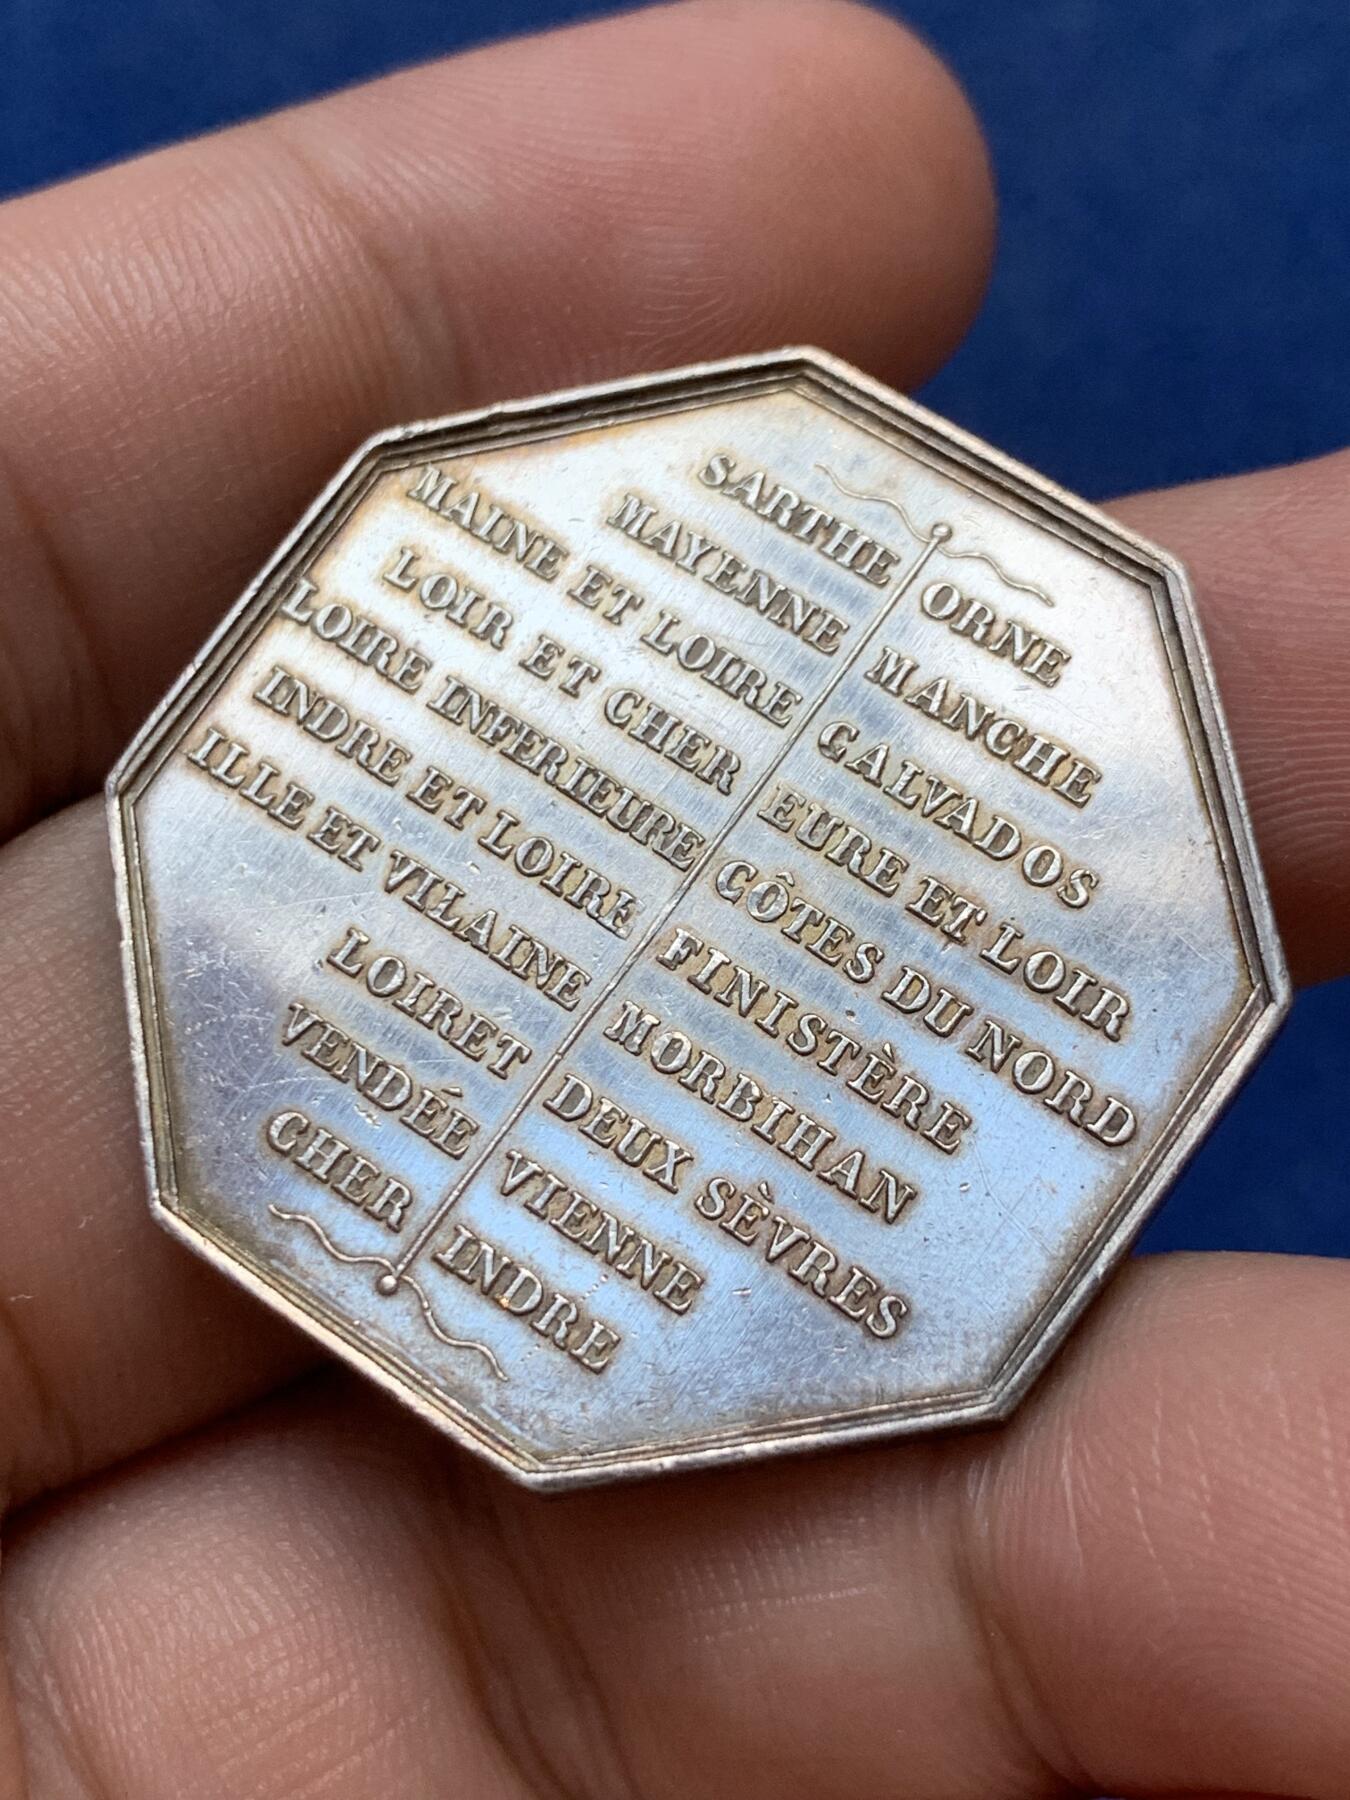 SARTHE
MAYENNE
MAINE ET LOIRE
LOIR ET CHER
LOIRE INFERIEURE
INDRE ET LOIRE
ILLE ET VILAINE
LOIRET
VENDÉE
CHER
ORNE
MANCHE
CALVADOS
EURE ET LOIR
CÔTES DU NORD
FINISTÈRE
MORBIHAN
DEUX SÈVRES
VIENNE
INDRE